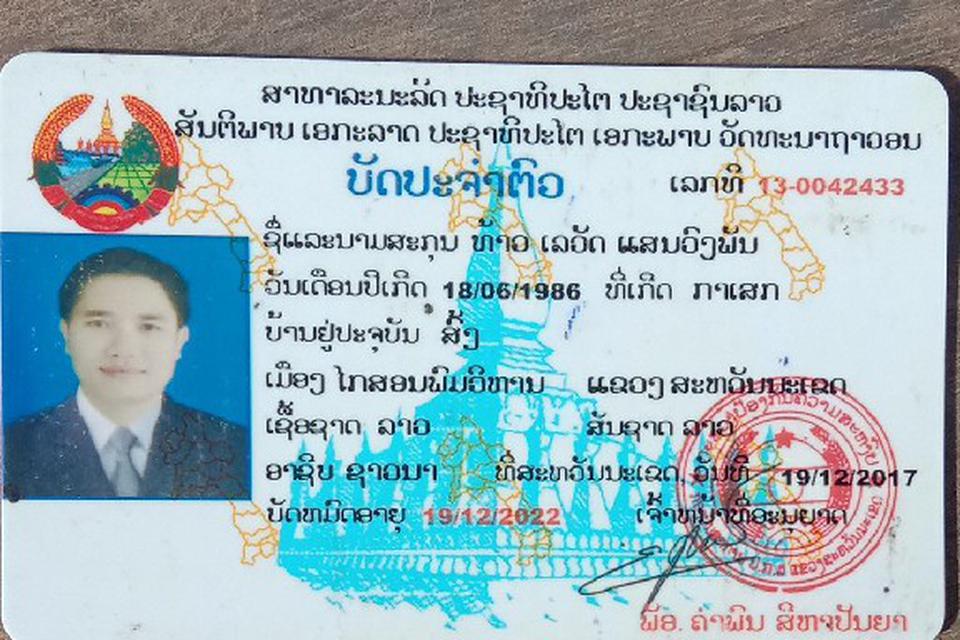 ສາທາລະນະລັດ ປະຊາທິປະໄຕ ປະຊາຊົນລາວ
ສັນຕິພາບ ເອກະລາດ ປະຊາທິປະໄຕ ເອກະພາບ ວັດທະນາຖາວອນ
ບັດປະຈຳຕົວ ເລກທີ 13-0042433
ຊື່ແລະນາມສະກຸນ ທ້າວ ເລວັດ ແສນວົງພັນ
ວັນເດືອນປີເກີດ 18/06/1986 ທີ່ເກີດ ກາເສກ
ບ້ານຢູ່ປະຈຸບັນ ສົ້ງ
ເມືອງ ໄກສອນພົມວິຫານ ແຂວງ ສະຫວັນນະເຂດ
ເຊື້ອຊາດ ລາວ ສັນຊາດ ລາວ
ອາຊີບ ຊາວນາ ທີ່ສະຫວັນນະເຂດ, ວັນທີ 19/12/2017
ບັດຫມົດອາຍຸ 19/12/2022 ເຈົ້າຫນ້າທີ່ອະນຸຍາດ
ພັອ. ຄຳພັນ ສີຫາປັນຍາ